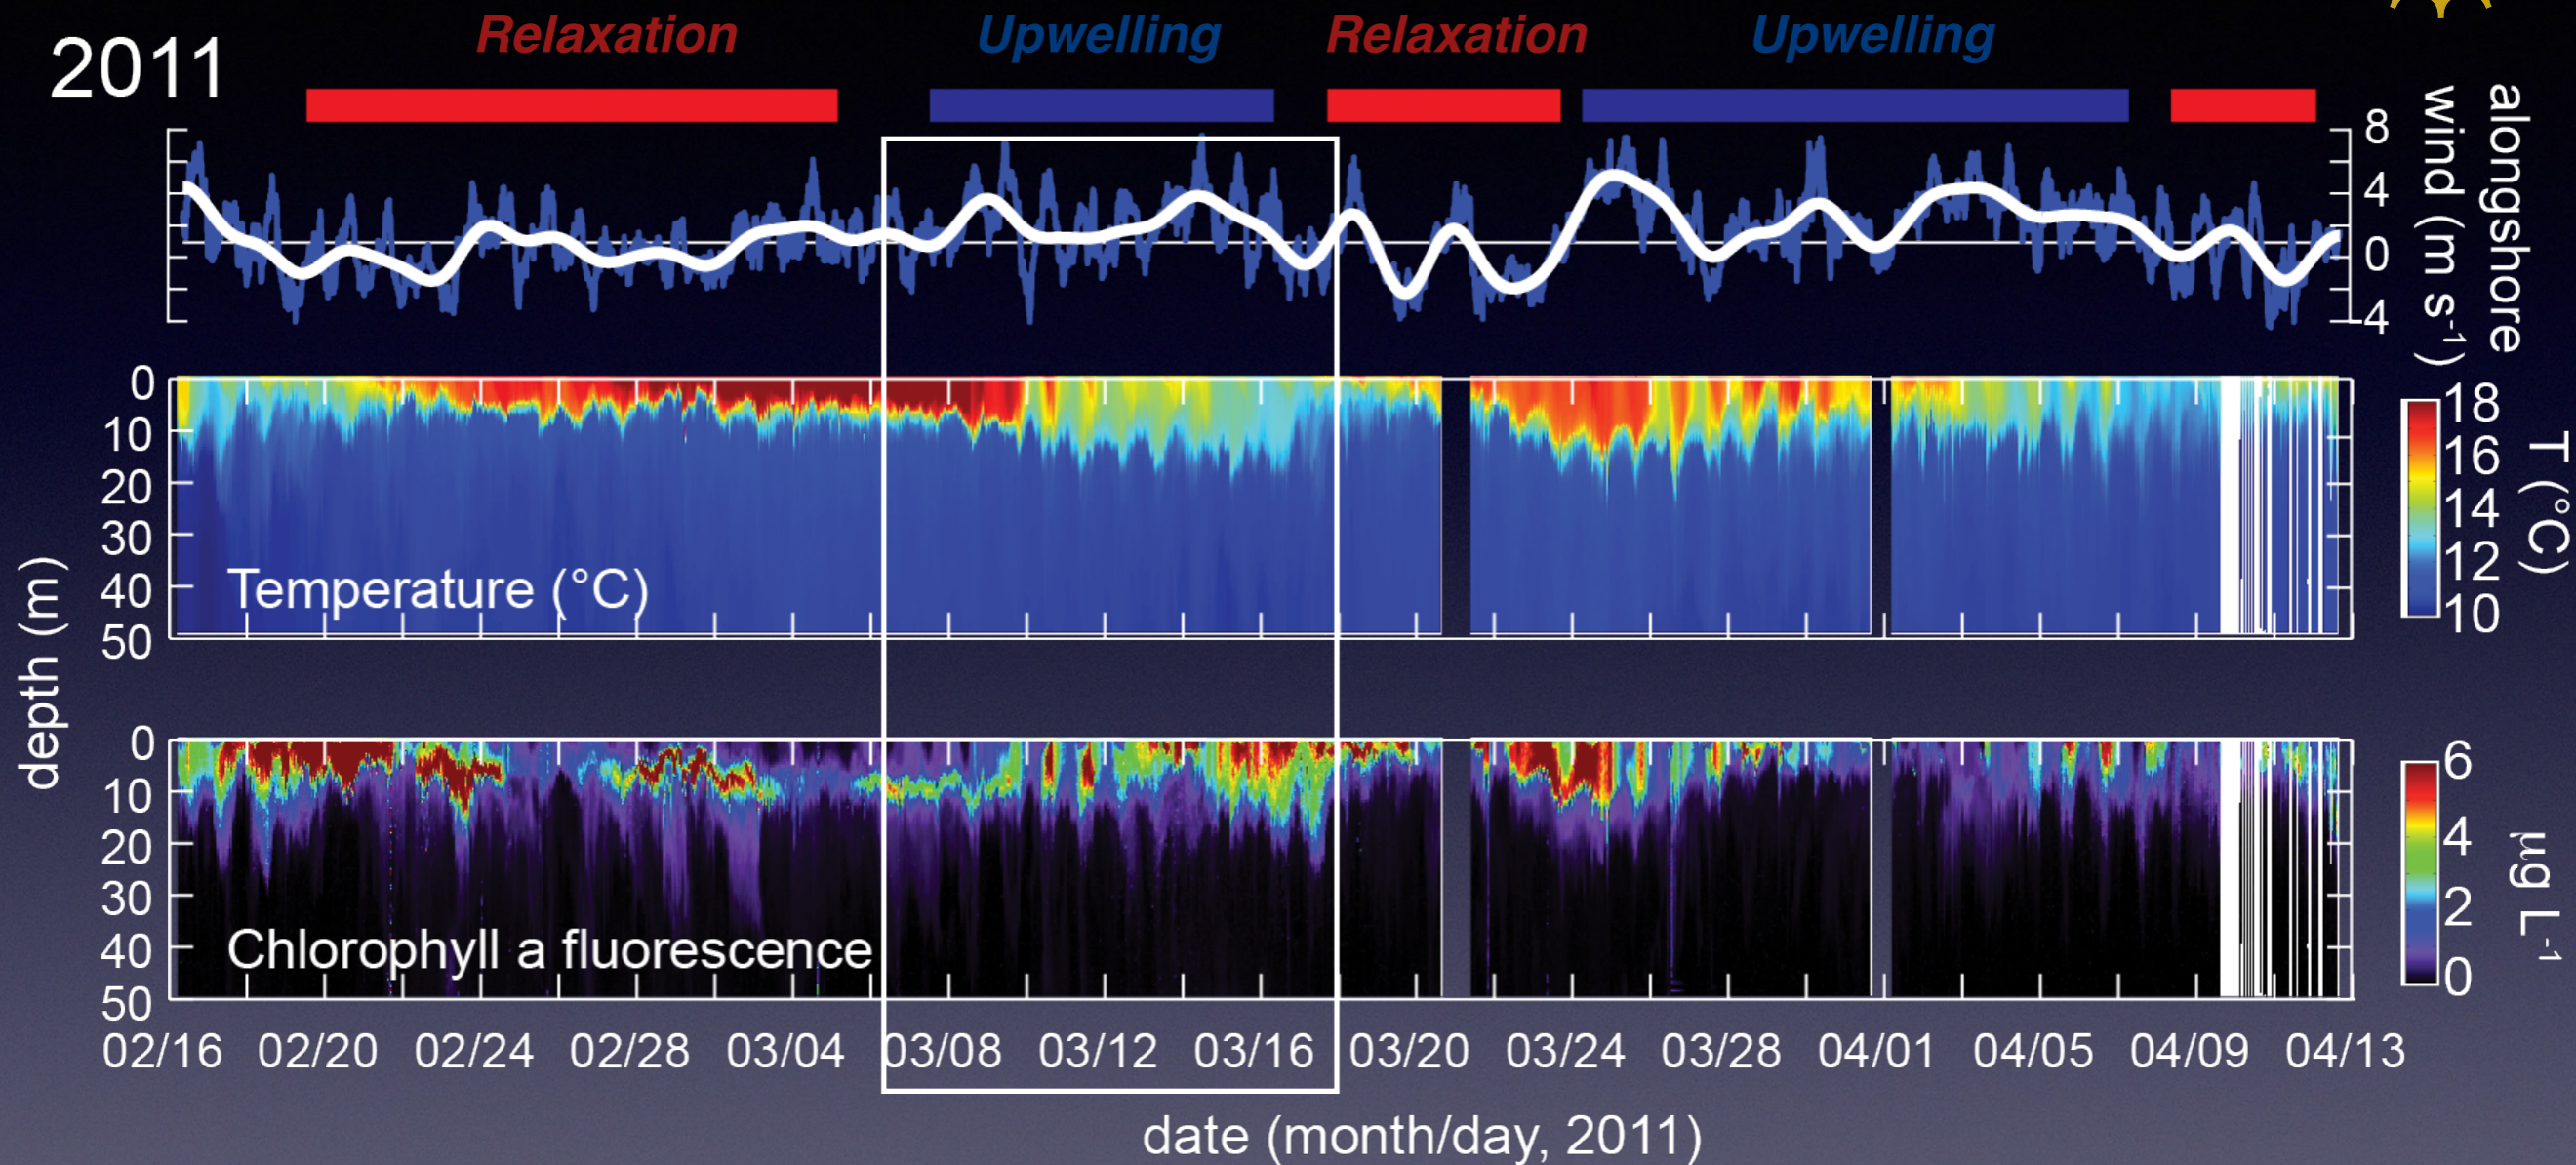 Relaxation
Upwelling
Relaxation
Upwelling
2011
8
4
0
-4
alongshore
wind (m s⁻¹)
0
10
20
30
40
50
Temperature (°C)
18
16
14
12
10
T (°C)
depth (m)
0
10
20
30
40
50
Chlorophyll a fluorescence
6
4
2
0
µg L⁻¹
02/16 02/20 02/24 02/28 03/04 03/08 03/12 03/16 03/20 03/24 03/28 04/01 04/05 04/09 04/13
date (month/day, 2011)